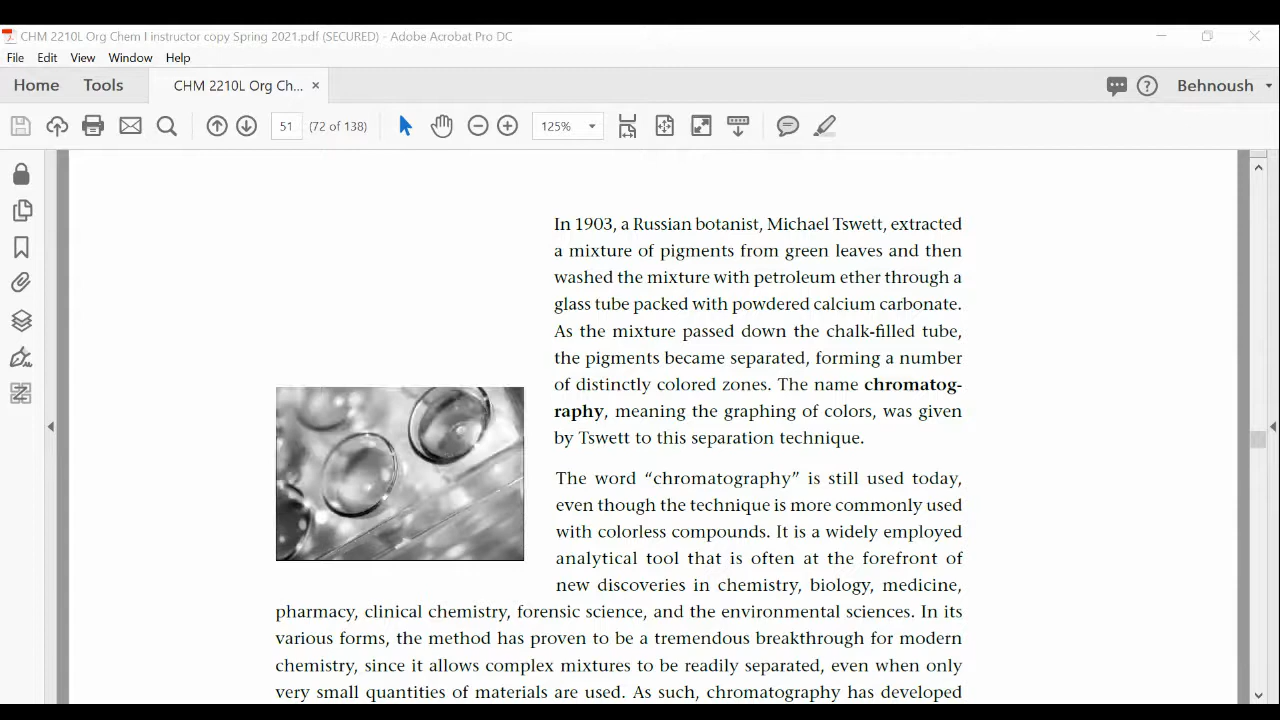 CHM 2210L Org Chem I instructor copy Spring 2021.pdf (SECURED) - Adobe Acrobat Pro DC
File Edit View Window Help
Home Tools CHM 2210L Org Ch... × Behnoush
51 (72 of 138) 125%
In 1903, a Russian botanist, Michael Tswett, extracted
a mixture of pigments from green leaves and then
washed the mixture with petroleum ether through a
glass tube packed with powdered calcium carbonate.
As the mixture passed down the chalk-filled tube,
the pigments became separated, forming a number
of distinctly colored zones. The name chromatog-
raphy, meaning the graphing of colors, was given
by Tswett to this separation technique.
The word “chromatography” is still used today,
even though the technique is more commonly used
with colorless compounds. It is a widely employed
analytical tool that is often at the forefront of
new discoveries in chemistry, biology, medicine,
pharmacy, clinical chemistry, forensic science, and the environmental sciences. In its
various forms, the method has proven to be a tremendous breakthrough for modern
chemistry, since it allows complex mixtures to be readily separated, even when only
very small quantities of materials are used. As such, chromatography has developed